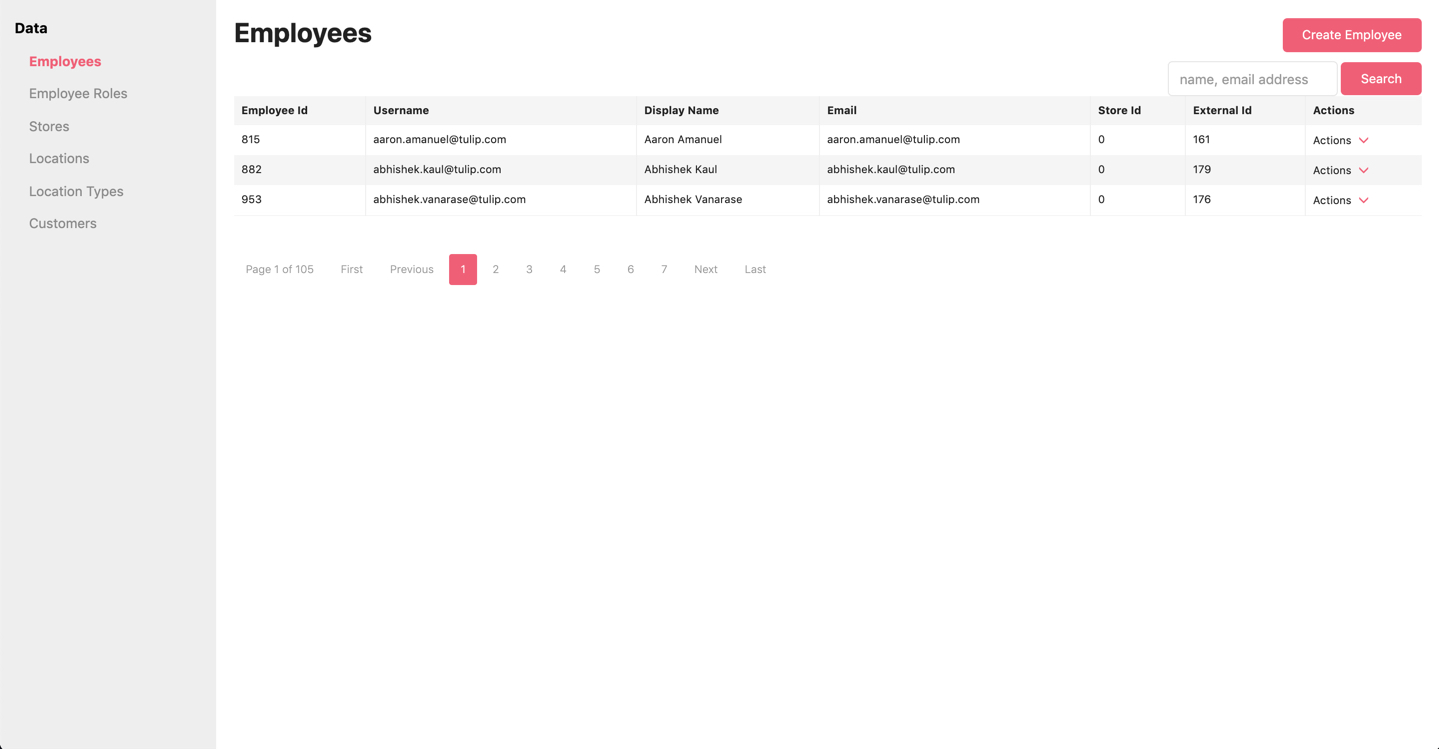 Data
Employees
Employee Roles
Stores
Locations
Location Types
Customers
Employees
Create Employee
name, email address Search
Employee Id Username Display Name Email Store Id External Id Actions
815 aaron.amanuel@tulip.com Aaron Amanuel aaron.amanuel@tulip.com 0 161 Actions
882 abhishek.kaul@tulip.com Abhishek Kaul abhishek.kaul@tulip.com 0 179 Actions
953 abhishek.vanarase@tulip.com Abhishek Vanarase abhishek.vanarase@tulip.com 0 176 Actions
Page 1 of 105 First Previous 1 2 3 4 5 6 7 Next Last